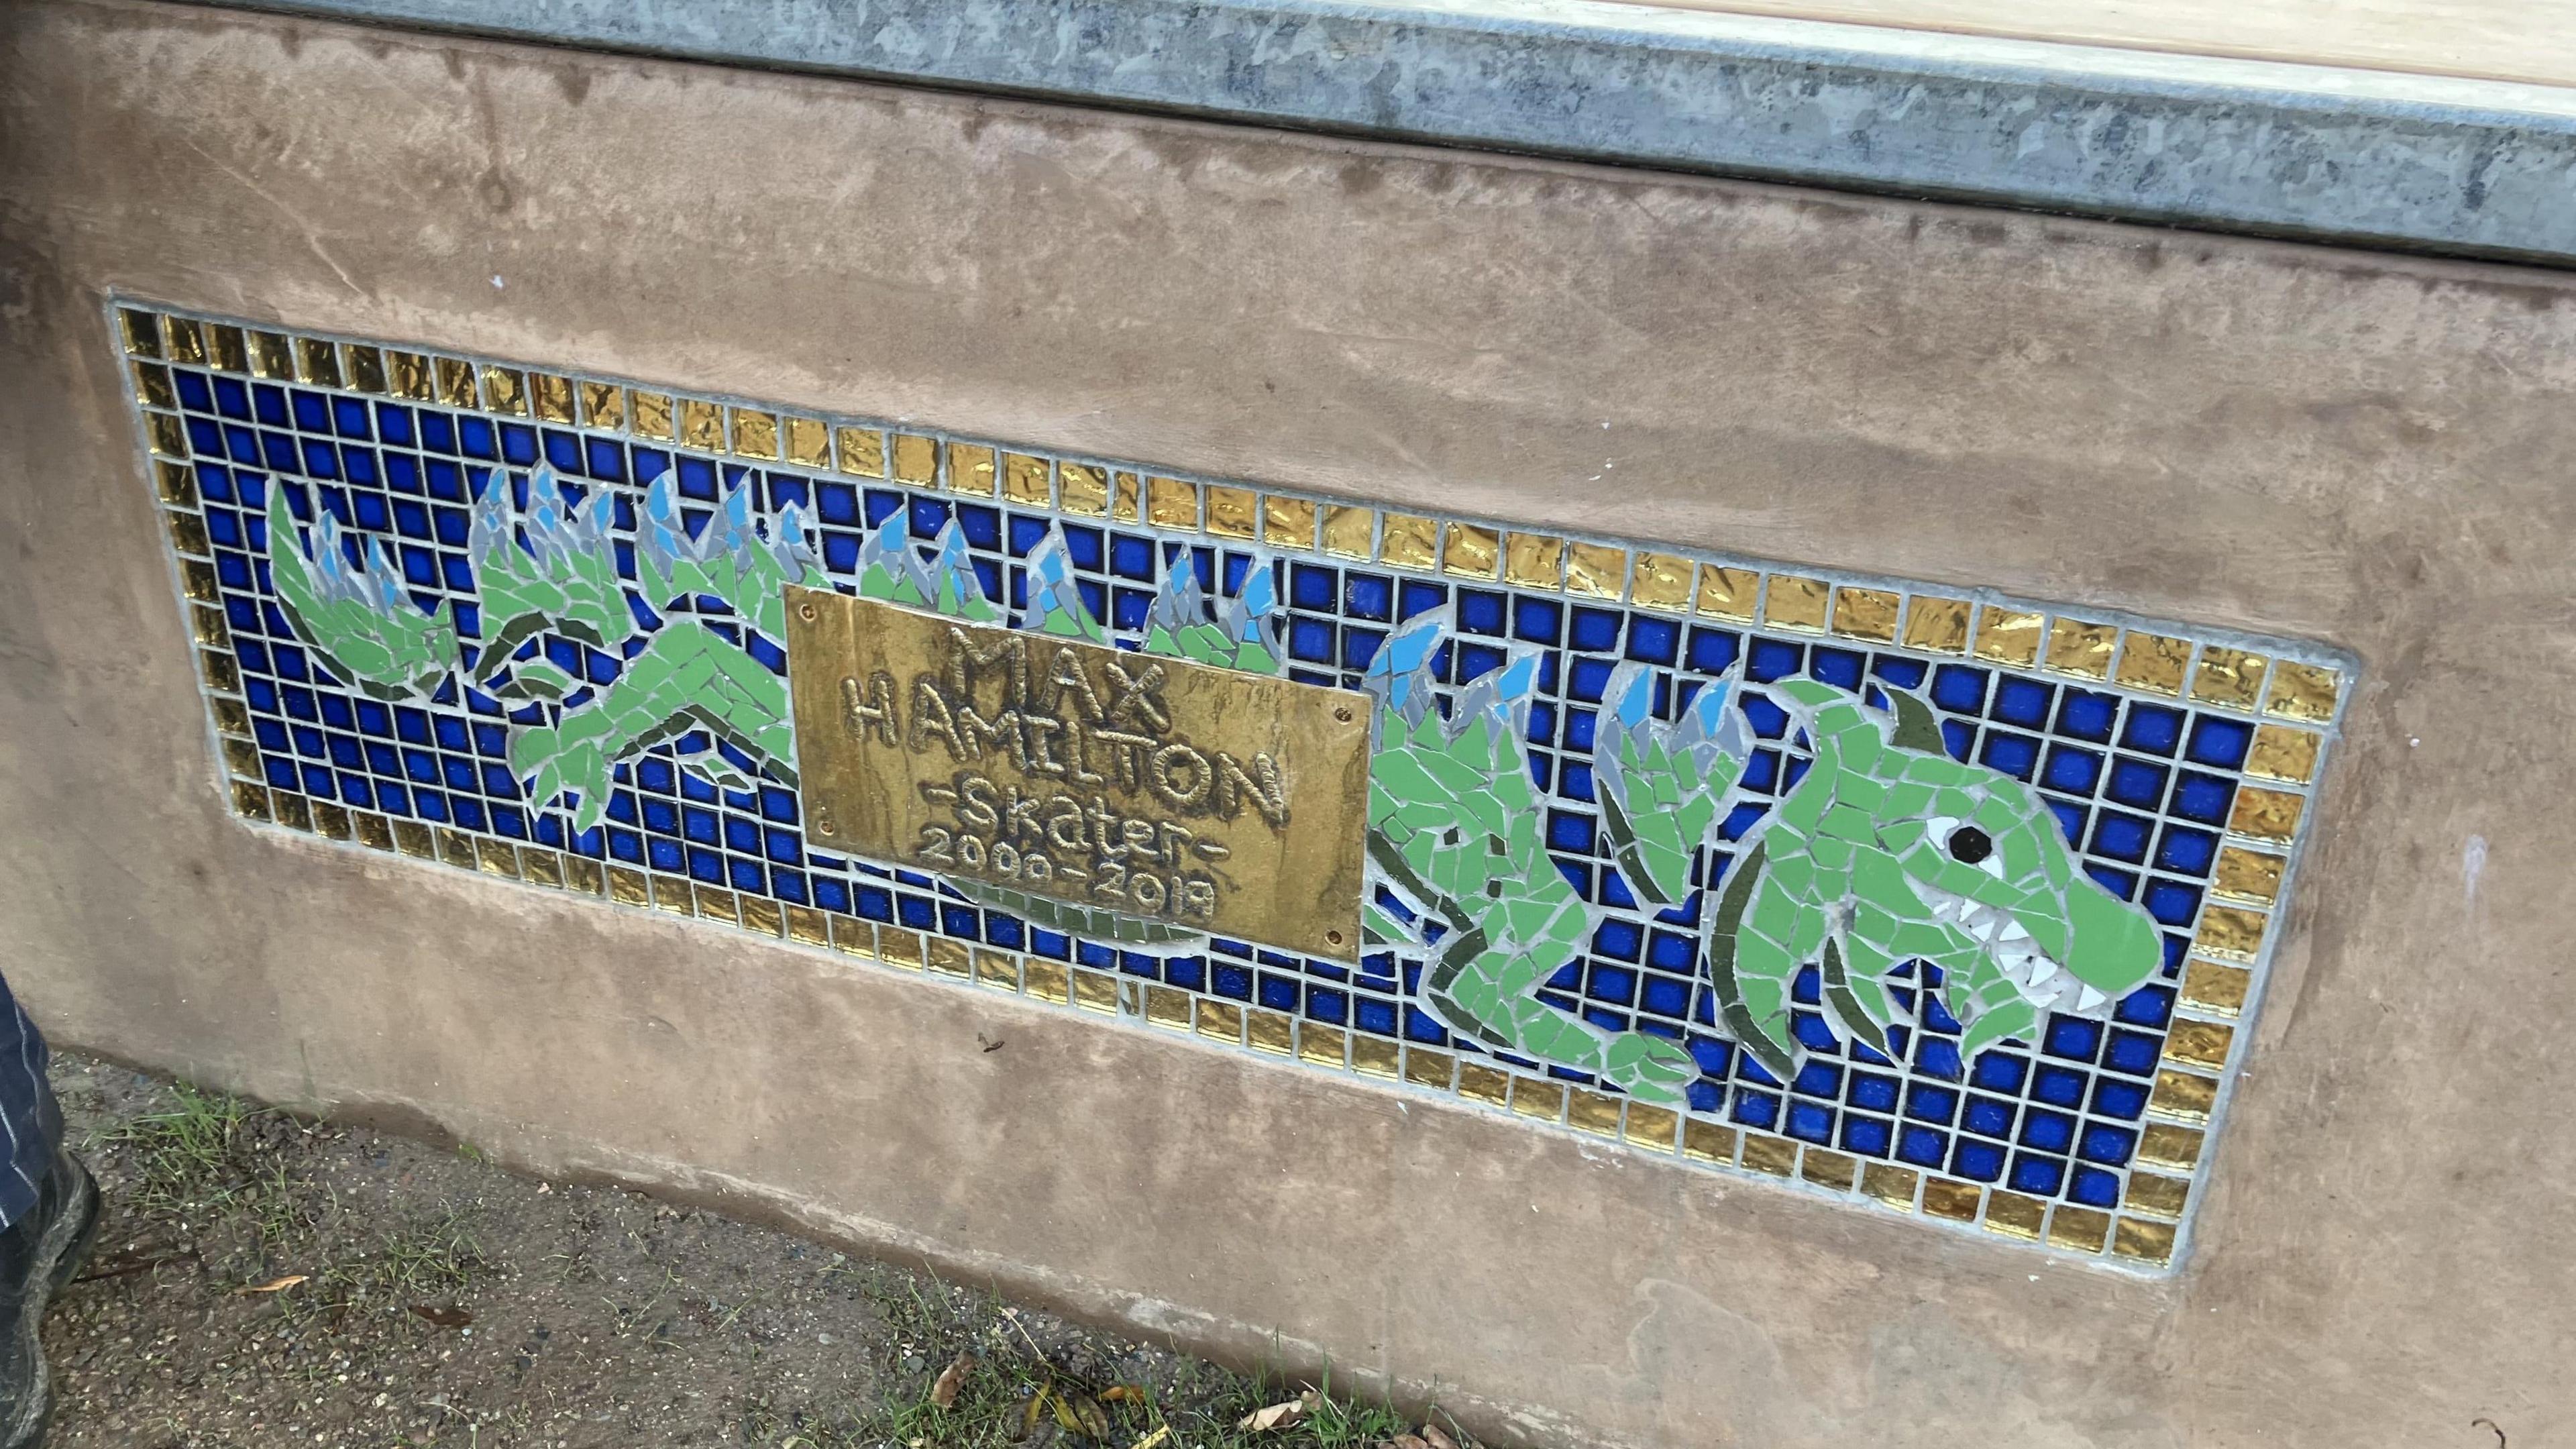 MAX
HAMILTON
-Skater-
2000-2019